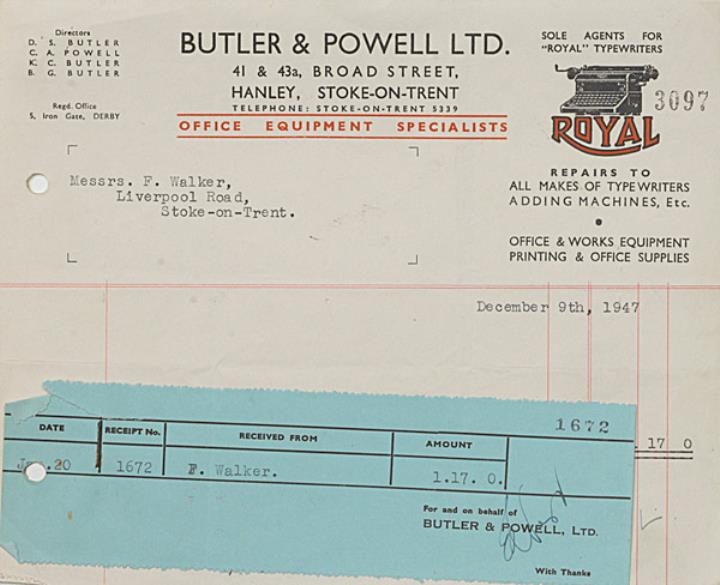 Directors
D. S. BUTLER
C. A. POWELL
K. C. BUTLER
B. G. BUTLER
Regd. Office
5, Iron Gate, DERBY
BUTLER & POWELL LTD.
41 & 43a, BROAD STREET,
HANLEY, STOKE-ON-TRENT
TELEPHONE: STOKE-ON-TRENT 5339
OFFICE EQUIPMENT SPECIALISTS
SOLE AGENTS FOR
"ROYAL" TYPEWRITERS
3097
ROYAL
REPAIRS TO
ALL MAKES OF TYPEWRITERS
ADDING MACHINES, Etc.
OFFICE & WORKS EQUIPMENT
PRINTING & OFFICE SUPPLIES
Messrs. F. Walker,
Liverpool Road,
Stoke-on-Trent.
December 9th, 1947
1672
DATE RECEIPT No. RECEIVED FROM AMOUNT
20 1672 F. Walker. 1.17. 0.
17 0
For and on behalf of
BUTLER & POWELL, LTD.
With Thanks